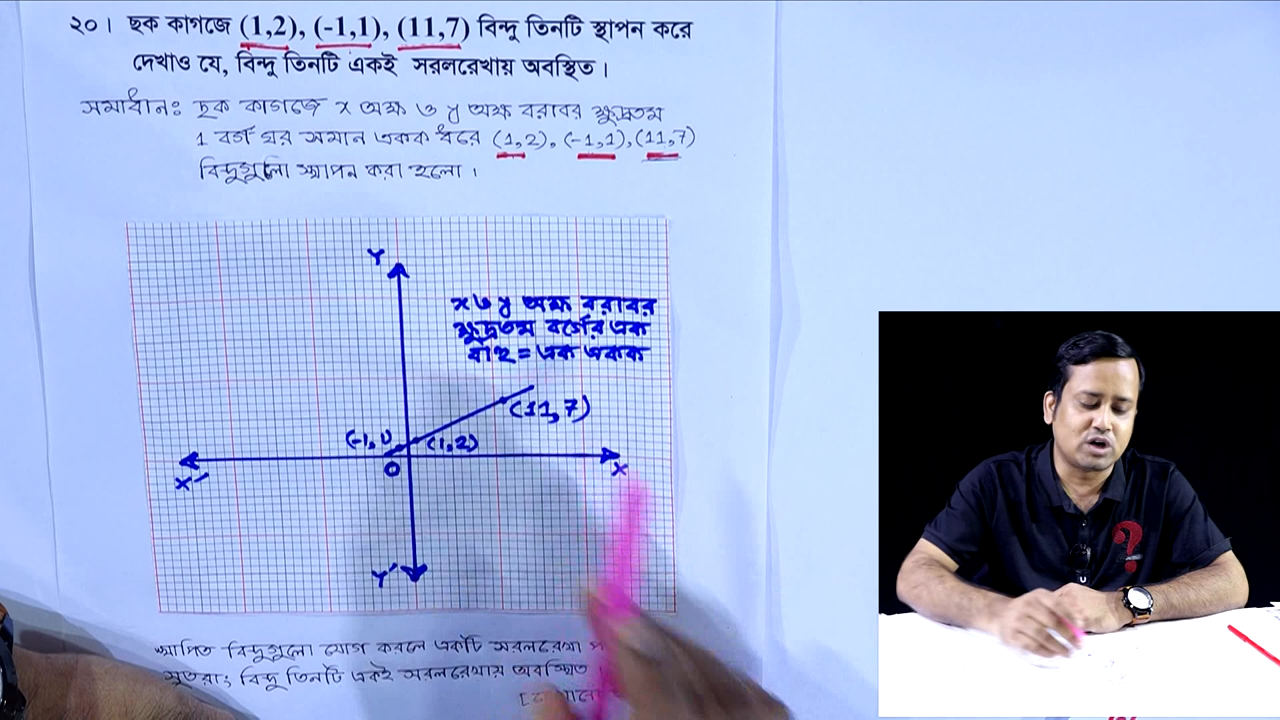 ২০। ছক কাগজে (1,2), (-1,1), (11,7) বিন্দু তিনটি স্থাপন করে
দেখাও যে, বিন্দু তিনটি একই সরলরেখায় অবস্থিত।
সমাধানঃ ছক কাগজে x অক্ষ ও y অক্ষ বরাবর ক্ষুদ্রতম
1 বর্গ ঘর সমান একক ধরে (1,2), (-1,1), (11,7)
বিন্দুগুলো স্থাপন করা হলো।
Y
x ও y অক্ষ বরাবর
ক্ষুদ্রতম বর্গের এক
বাহু = এক একক
(11,7)
(-1,1)
(1,2)
X′
O
X
Y′
স্থাপিত বিন্দুগুলো যোগ করলে একটি সরলরেখা
সুতরাং বিন্দু তিনটি একই সরলরেখায় অবস্থিত
?